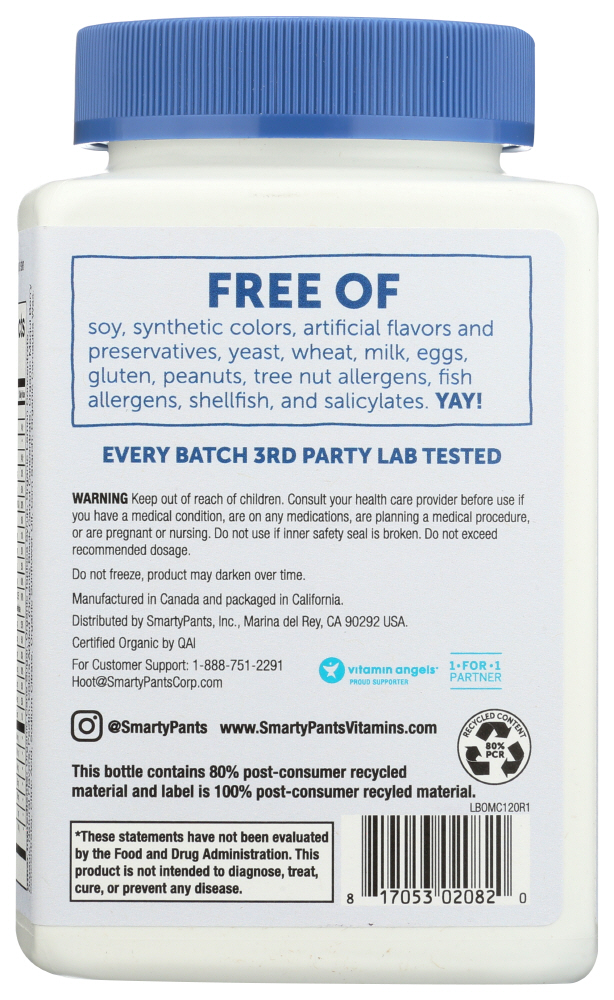 FREE OF
soy, synthetic colors, artificial flavors and
preservatives, yeast, wheat, milk, eggs,
gluten, peanuts, tree nut allergens, fish
allergens, shellfish, and salicylates. YAY!
EVERY BATCH 3RD PARTY LAB TESTED
WARNING Keep out of reach of children. Consult your health care provider before use if
you have a medical condition, are on any medications, are planning a medical procedure,
or are pregnant or nursing. Do not use if inner safety seal is broken. Do not exceed
recommended dosage.
Do not freeze, product may darken over time.
Manufactured in Canada and packaged in California.
Distributed by SmartyPants, Inc., Marina del Rey, CA 90292 USA.
Certified Organic by QAI
For Customer Support: 1-888-751-2291
Hoot@SmartyPantsCorp.com
vitamin angels®
PROUD SUPPORTER
1•FOR•1
PARTNER
@SmartyPants www.SmartyPantsVitamins.com
RECYCLED CONTENT
80%
PCR
This bottle contains 80% post-consumer recycled
material and label is 100% post-consumer recyled material.
LBOMC120R1
*These statements have not been evaluated
by the Food and Drug Administration. This
product is not intended to diagnose, treat,
cure, or prevent any disease.
8 17053 02082 0